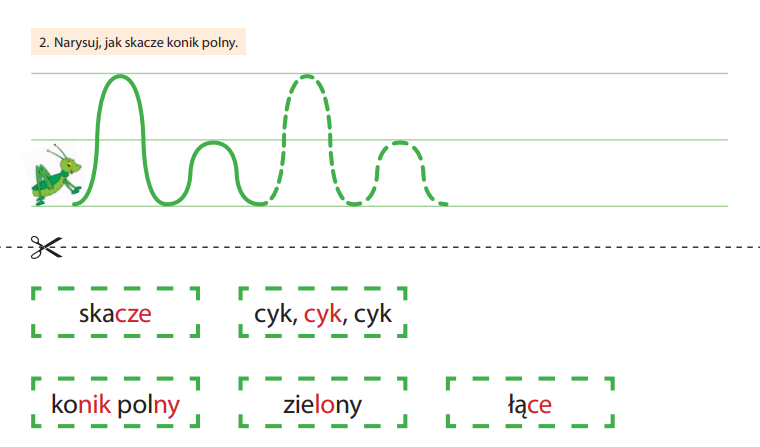 2. Narysuj, jak skacze konik polny.
skacze
cyk, cyk, cyk
konik polny
zielony
łące